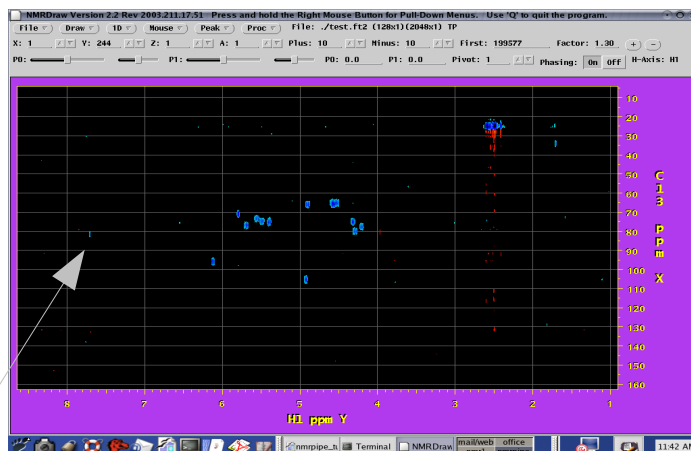 NMRDraw Version 2.2 Rev 2003.211.17.51 Press and hold the Right Mouse Button for Pull-Down Menus. Use 'Q' to quit the program.
File Draw 1D Mouse Peak Proc File: ./test.ft2 (128x1)(2048x1) TP
X: 1 Y: 244 Z: 1 A: 1 Plus: 10 Minus: 10 First: 199577 Factor: 1.30 + -
P0: P1: P0: 0.0 P1: 0.0 Pivot: 1 Phasing: On Off H-Axis: H1
10
20
30
40
50
60
70
80
90
100
110
120
130
140
150
160
C13 ppm X
8 7 6 5 4 3 2 1
H1 ppm Y
nmrpipe_tu Terminal NMRDraw mail/web office 11:42 AM